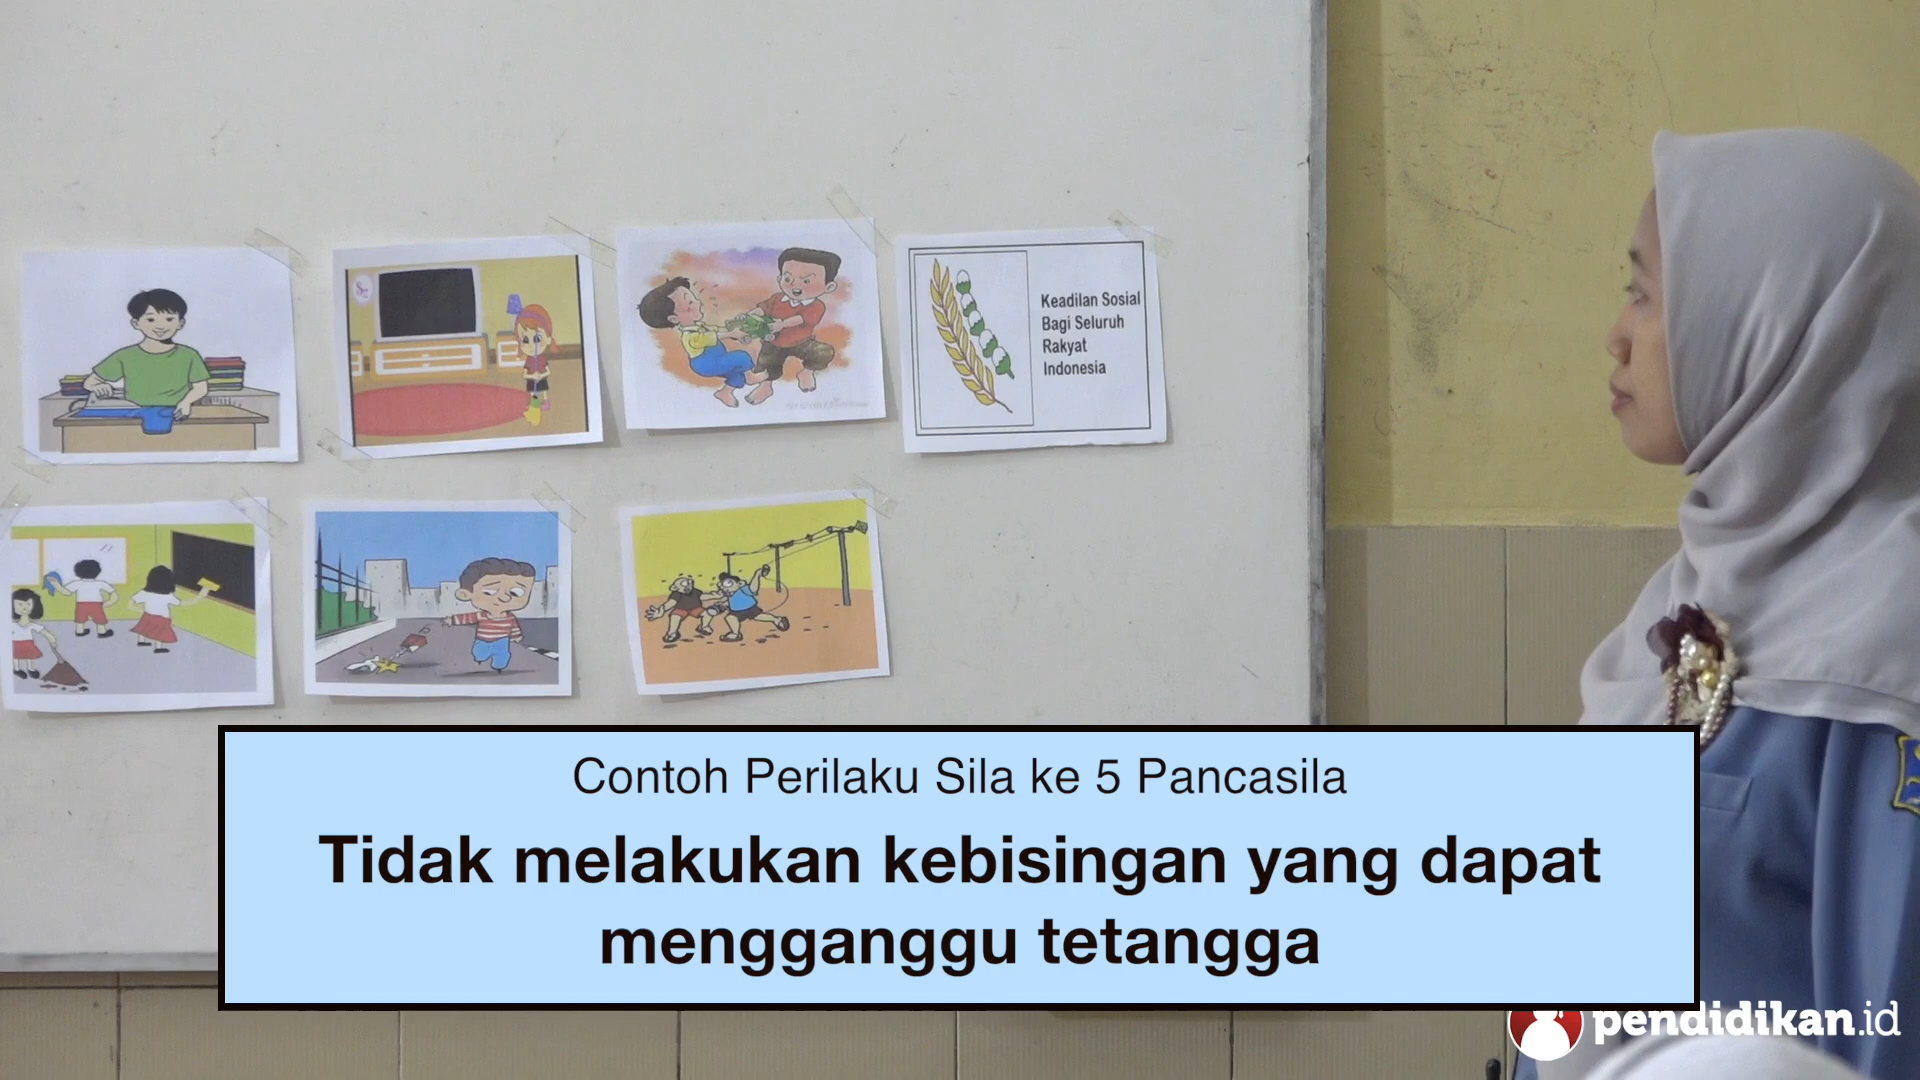 Keadilan Sosial
Bagi Seluruh
Rakyat
Indonesia
Contoh Perilaku Sila ke 5 Pancasila
Tidak melakukan kebisingan yang dapat
mengganggu tetangga
pendidikan.id